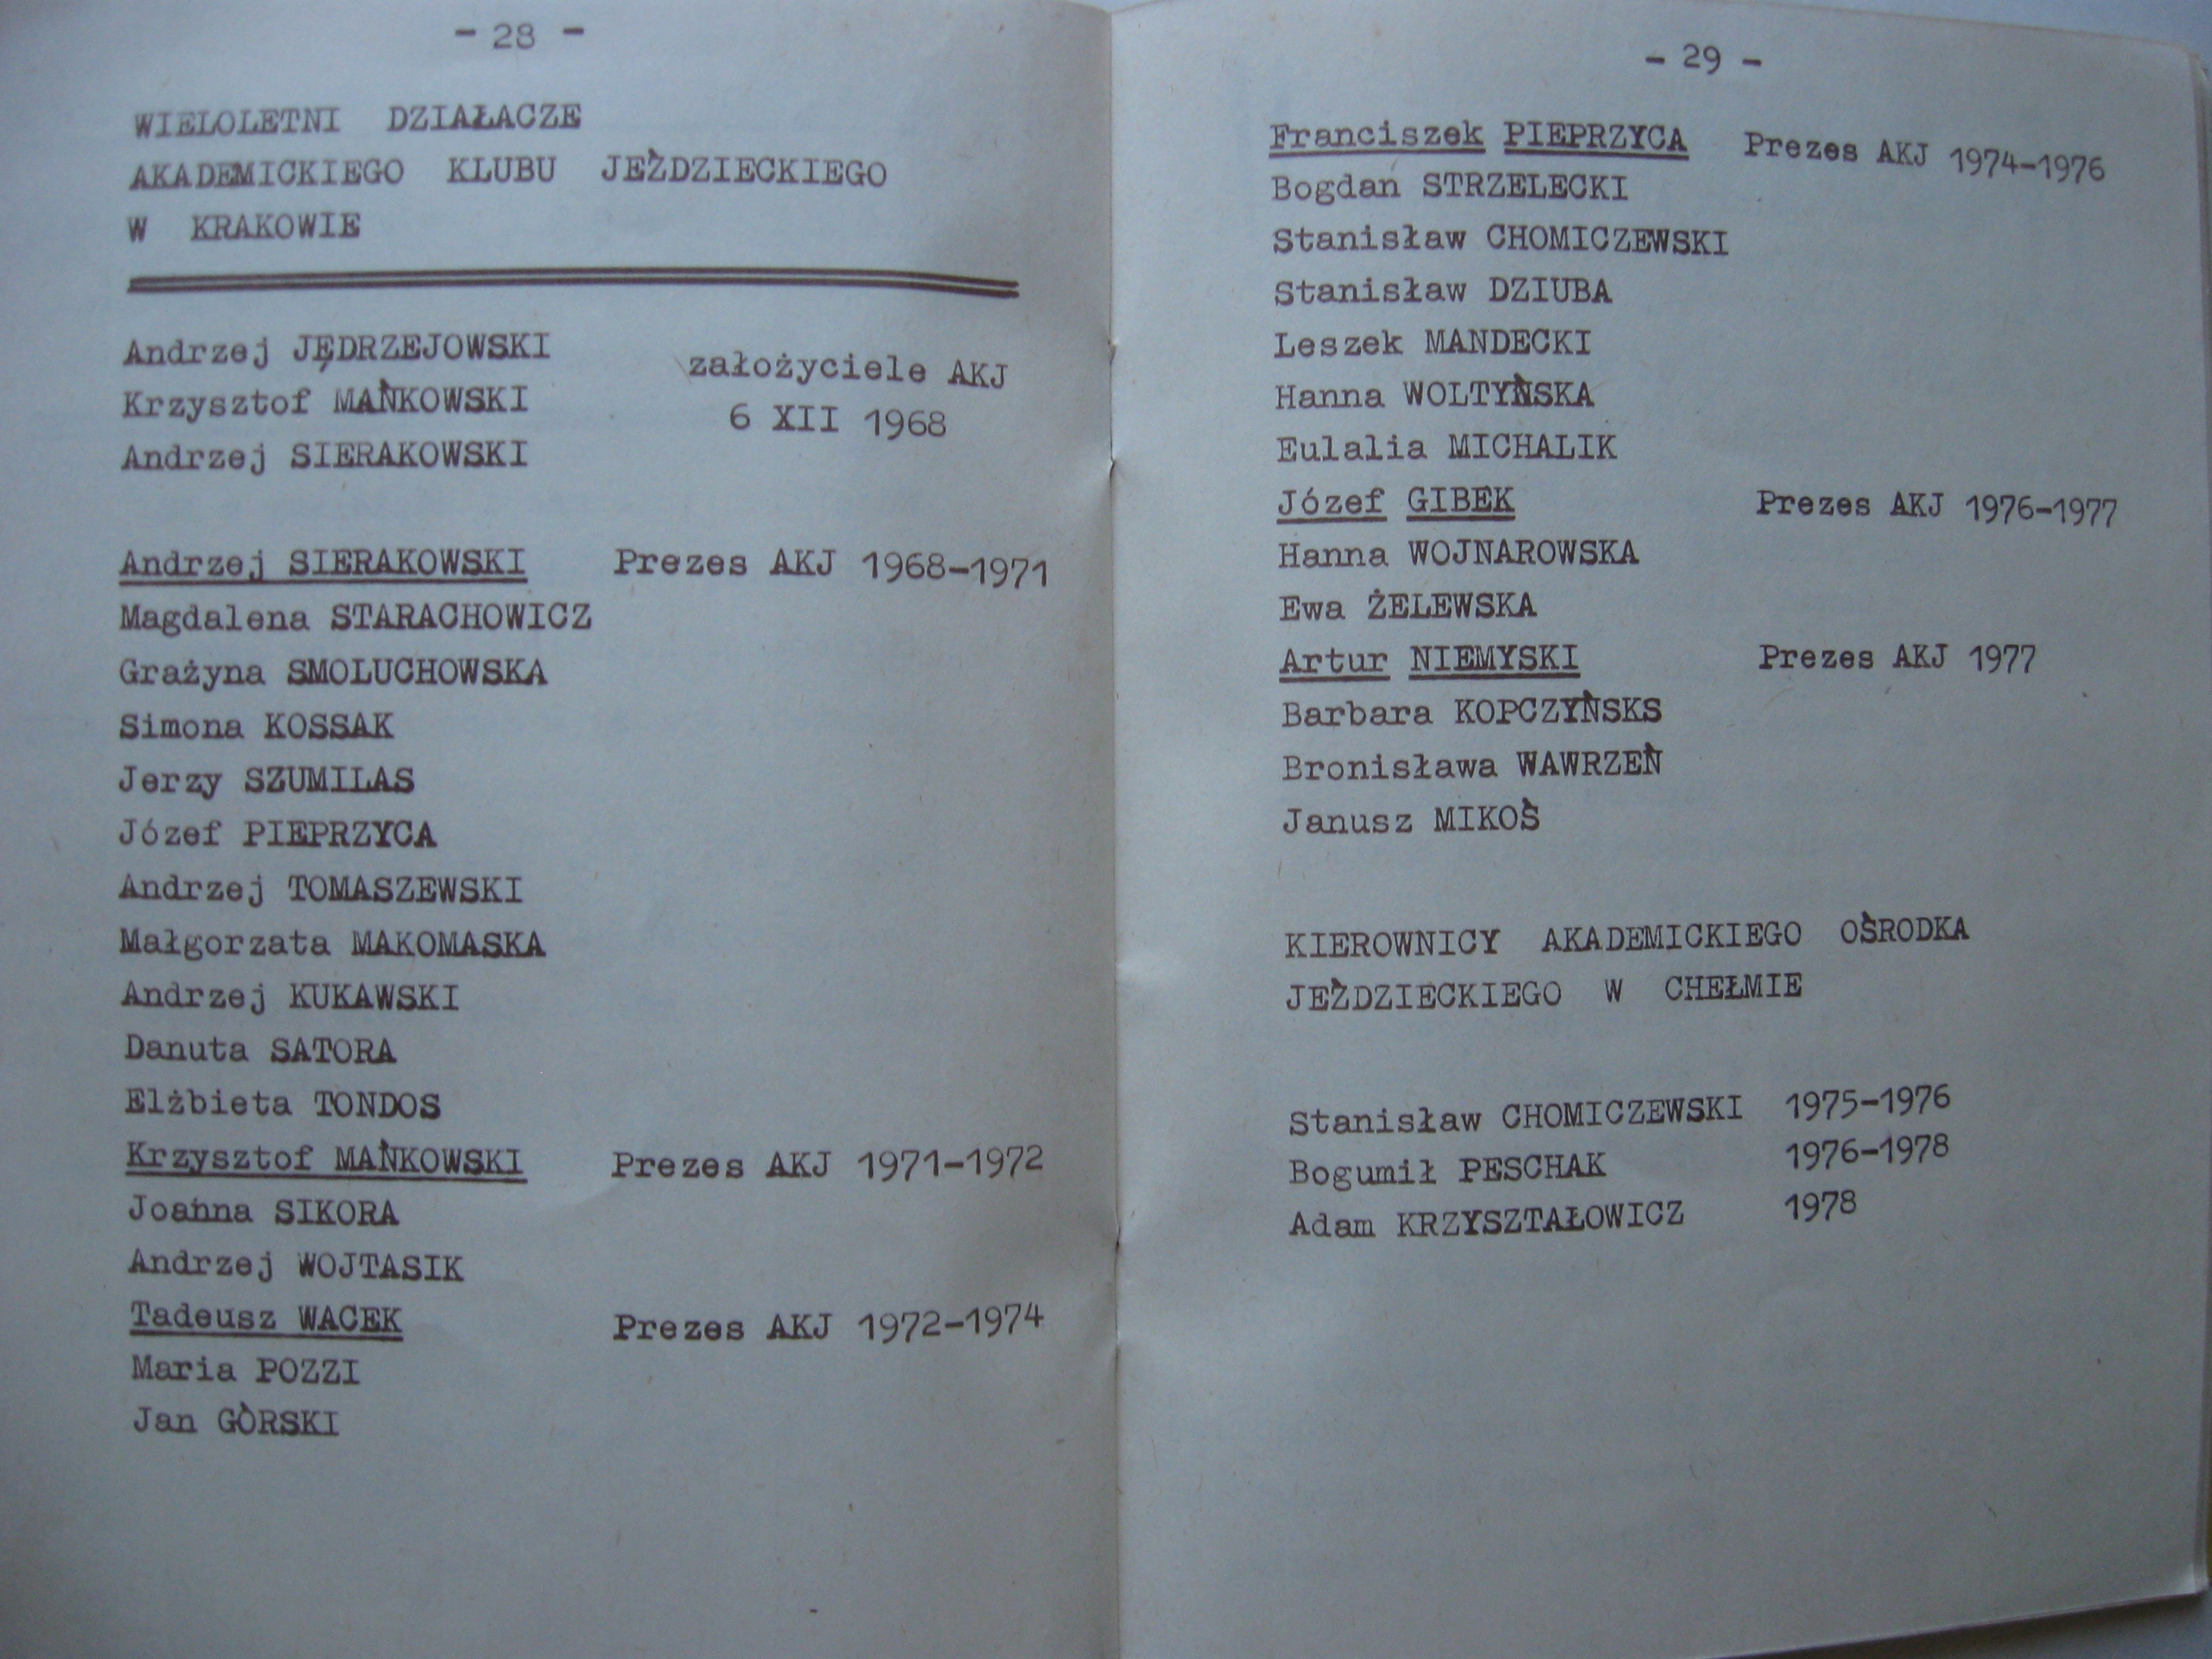 - 28 -
WIELOLETNI DZIAŁACZE
AKADEMICKIEGO KLUBU JEŹDZIECKIEGO
W KRAKOWIE
Andrzej JĘDRZEJOWSKI
założyciele AKJ
Krzysztof MAŃKOWSKI
6 XII 1968
Andrzej SIERAKOWSKI
Andrzej SIERAKOWSKI Prezes AKJ 1968-1971
Magdalena STARACHOWICZ
Grażyna SMOLUCHOWSKA
Simona KOSSAK
Jerzy SZUMILAS
Józef PIEPRZYCA
Andrzej TOMASZEWSKI
Małgorzata MAKOMASKA
Andrzej KUKAWSKI
Danuta SATORA
Elżbieta TONDOS
Krzysztof MAŃKOWSKI Prezes AKJ 1971-1972
Joanna SIKORA
Andrzej WOJTASIK
Tadeusz WACEK Prezes AKJ 1972-1974
Maria POZZI
Jan GÓRSKI
- 29 -
Franciszek PIEPRZYCA Prezes AKJ 1974-1976
Bogdan STRZELECKI
Stanisław CHOMICZEWSKI
Stanisław DZIUBA
Leszek MANDECKI
Hanna WOLTYŃSKA
Eulalia MICHALIK
Józef GIBEK Prezes AKJ 1976-1977
Hanna WOJNAROWSKA
Ewa ŻELEWSKA
Artur NIEMYSKI Prezes AKJ 1977
Barbara KOPCZYŃSKS
Bronisława WAWRZEŃ
Janusz MIKOŚ
KIEROWNICY AKADEMICKIEGO OŚRODKA
JEŹDZIECKIEGO W CHEŁMIE
Stanisław CHOMICZEWSKI 1975-1976
Bogumił PESCHAK 1976-1978
Adam KRZYSZTAŁOWICZ 1978